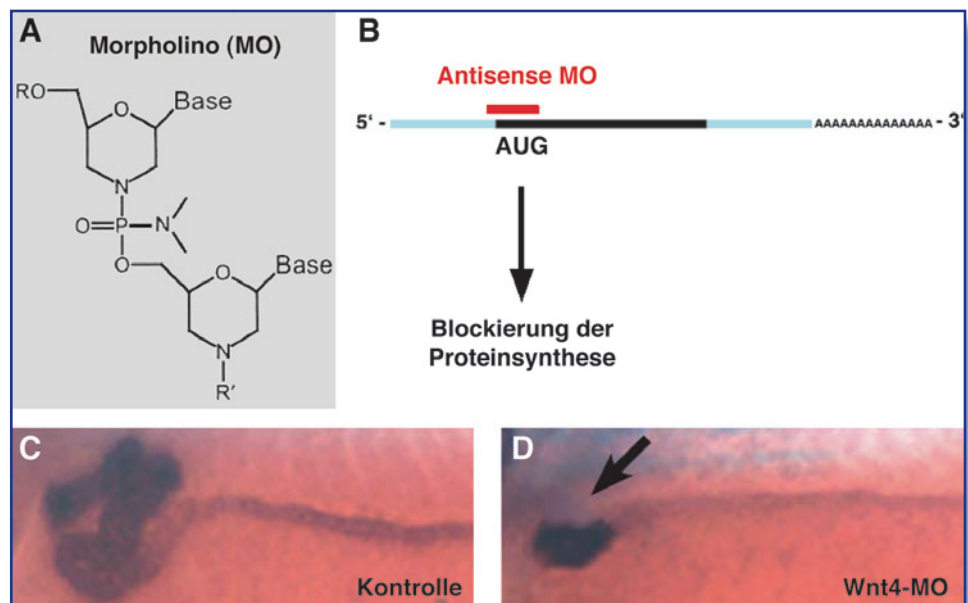 A
Morpholino (MO)
RO
O
Base
N
O=P-N
O
O
Base
N
R'
B
Antisense MO
5' -
AAAAAAAAAAAAAA - 3'
AUG
Blockierung der
Proteinsynthese
C
Kontrolle
D
Wnt4-MO